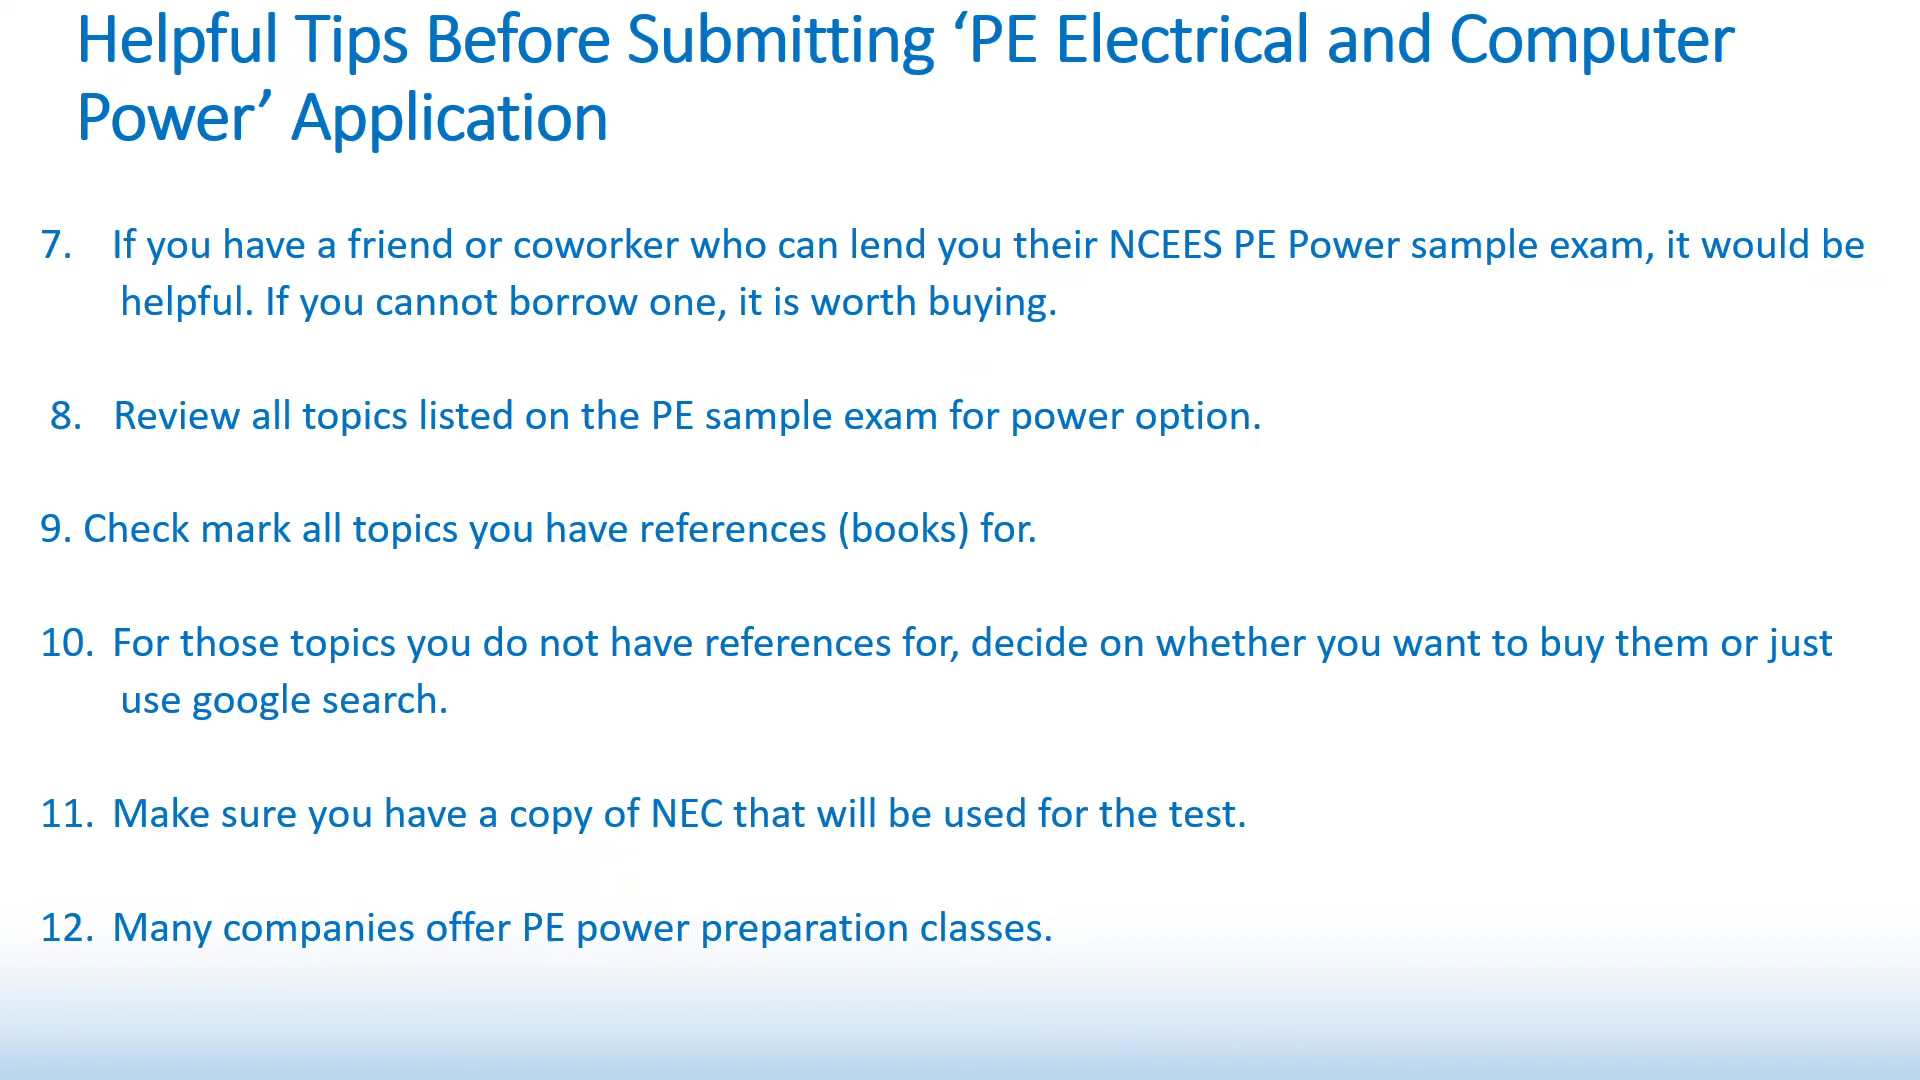 Helpful Tips Before Submitting ‘PE Electrical and Computer
Power’ Application
7. If you have a friend or coworker who can lend you their NCEES PE Power sample exam, it would be
helpful. If you cannot borrow one, it is worth buying.
8. Review all topics listed on the PE sample exam for power option.
9. Check mark all topics you have references (books) for.
10. For those topics you do not have references for, decide on whether you want to buy them or just
use google search.
11. Make sure you have a copy of NEC that will be used for the test.
12. Many companies offer PE power preparation classes.